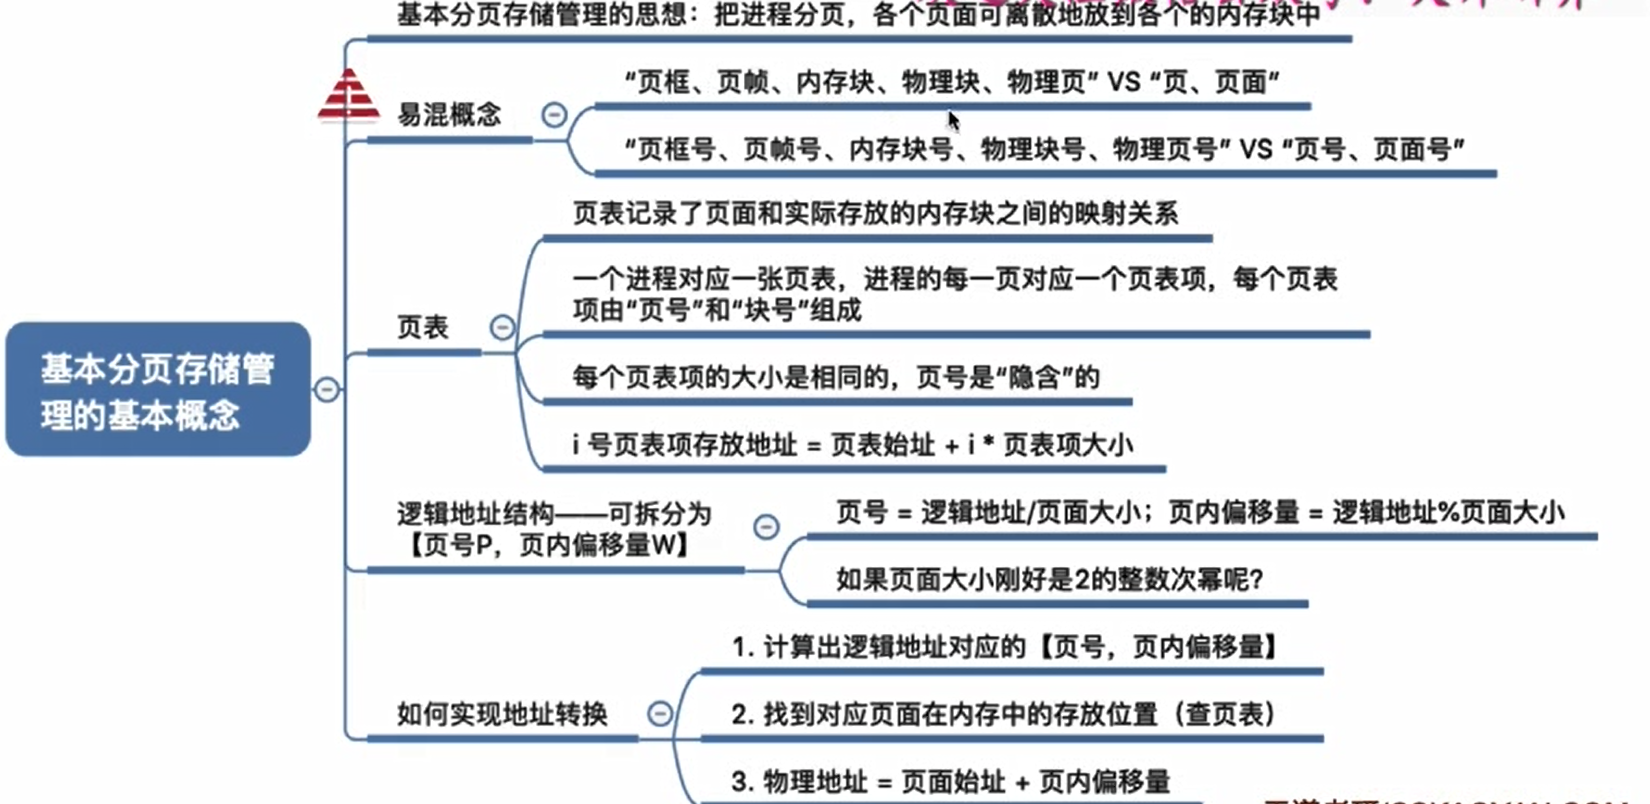 基本分页存储管理的思想：把进程分页，各个页面可离散地放到各个的内存块中
易混概念
“页框、页帧、内存块、物理块、物理页” VS “页、页面”
“页框号、页帧号、内存块号、物理块号、物理页号” VS “页号、页面号”
基本分页存储管
理的基本概念
页表
页表记录了页面和实际存放的内存块之间的映射关系
一个进程对应一张页表，进程的每一页对应一个页表项，每个页表
项由“页号”和“块号”组成
每个页表项的大小是相同的，页号是“隐含”的
i 号页表项存放地址 = 页表始址 + i * 页表项大小
逻辑地址结构——可拆分为
【页号P，页内偏移量W】
页号 = 逻辑地址/页面大小；页内偏移量 = 逻辑地址%页面大小
如果页面大小刚好是2的整数次幂呢？
如何实现地址转换
1. 计算出逻辑地址对应的【页号，页内偏移量】
2. 找到对应页面在内存中的存放位置（查页表）
3. 物理地址 = 页面始址 + 页内偏移量